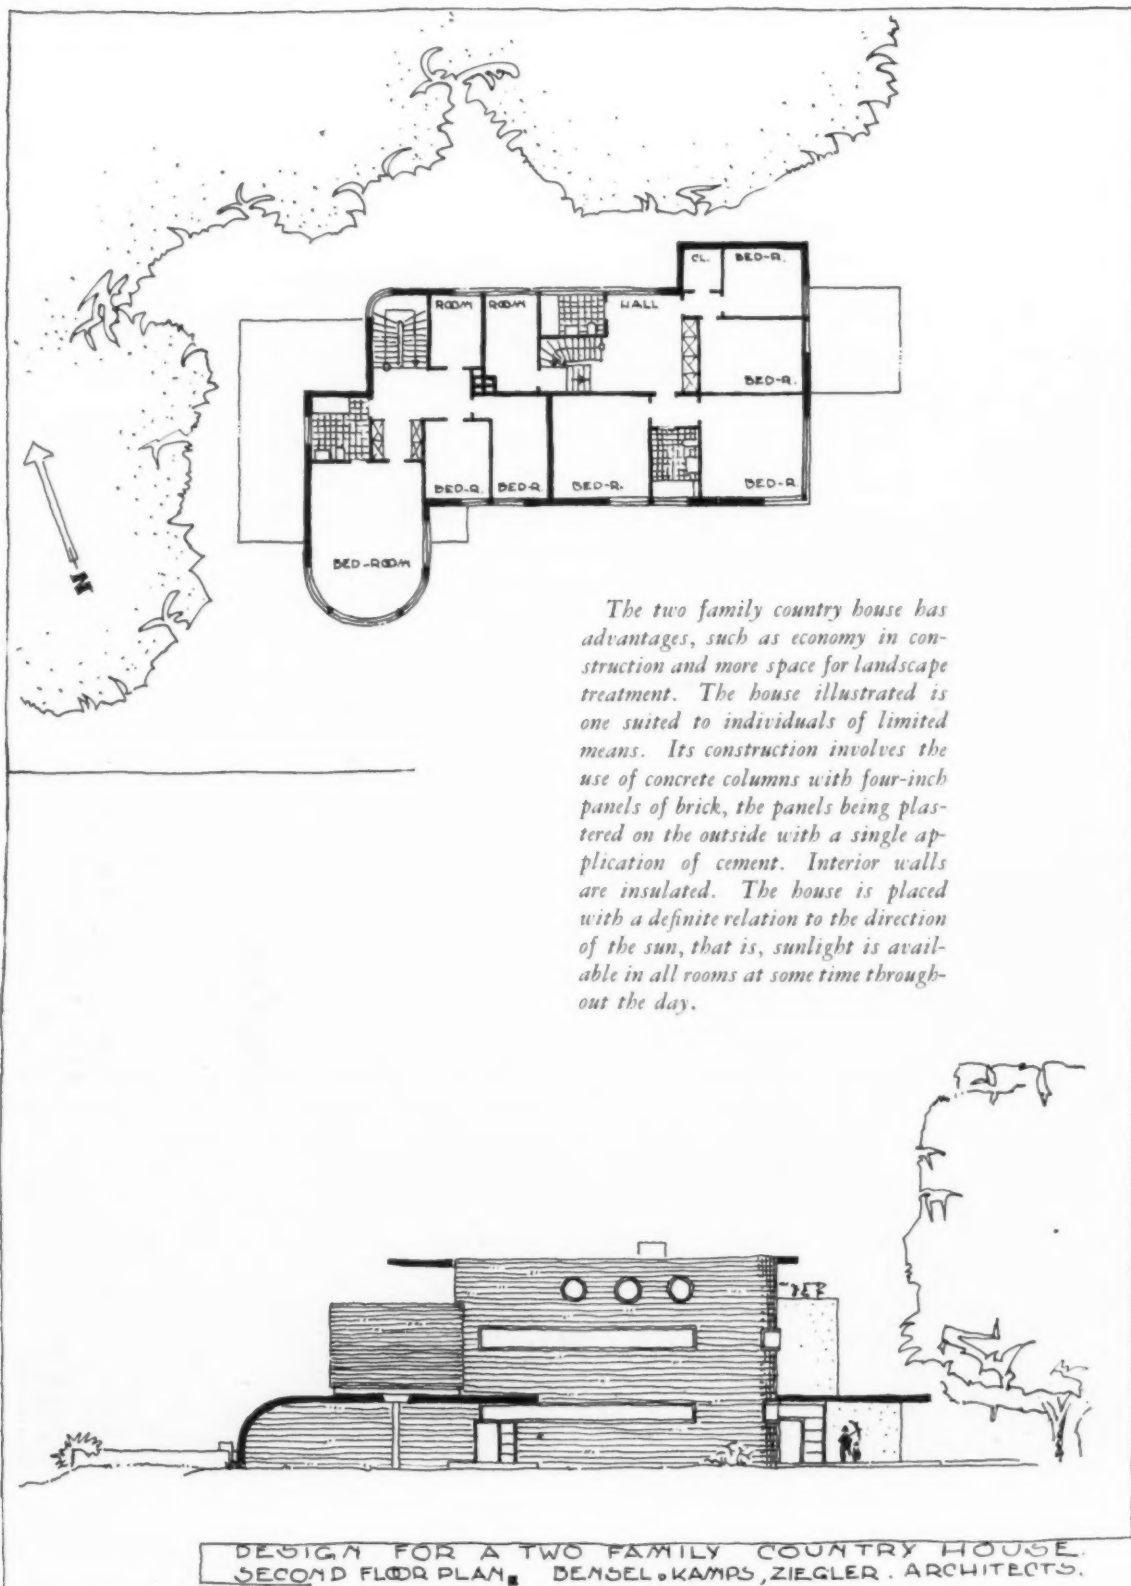 CL. BED-R.
ROOM ROOM HALL
BED-R.
BED-R. BED-R. BED-R. BED-R.
BED-ROOM
N
The two family country house has
advantages, such as economy in con-
struction and more space for landscape
treatment. The house illustrated is
one suited to individuals of limited
means. Its construction involves the
use of concrete columns with four-inch
panels of brick, the panels being plas-
tered on the outside with a single ap-
plication of cement. Interior walls
are insulated. The house is placed
with a definite relation to the direction
of the sun, that is, sunlight is avail-
able in all rooms at some time through-
out the day.
DESIGN FOR A TWO FAMILY COUNTRY HOUSE.
SECOND FLOOR PLAN. BENSEL, KAMPS, ZIEGLER. ARCHITECTS.